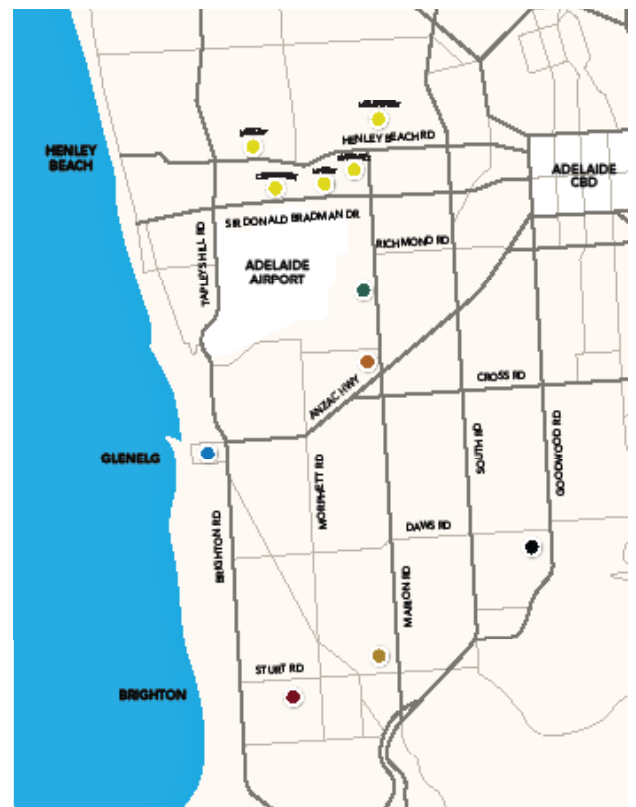 HENLEY BEACH RD
HENLEY
BEACH
ADELAIDE
CBD
SIR DONALD BRADMAN DR
RICHMOND RD
TAPLEYS HILL RD
ADELAIDE
AIRPORT
ANZAC HWY
CROSS RD
GLENELG
MORPHETT RD
SOUTH RD
GOODWOOD RD
BRIGHTON RD
DAWS RD
MARION RD
STURT RD
BRIGHTON